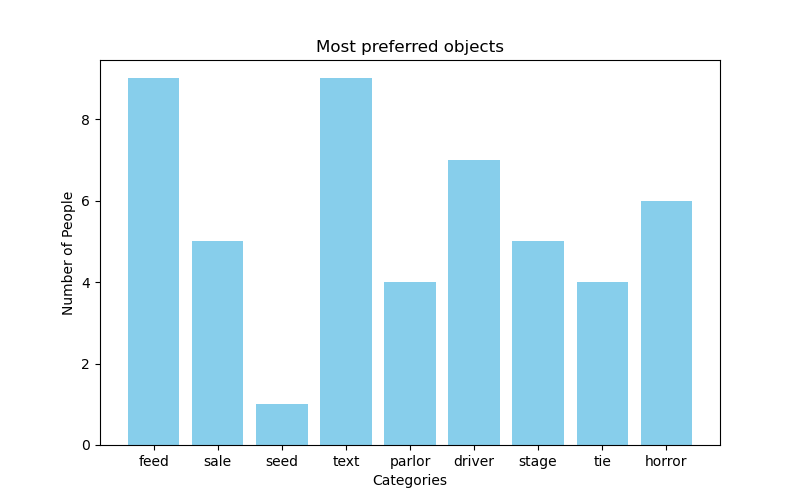 Most preferred objects
Number of People
8
6
4
2
0
feed sale seed text parlor driver stage tie horror
Categories